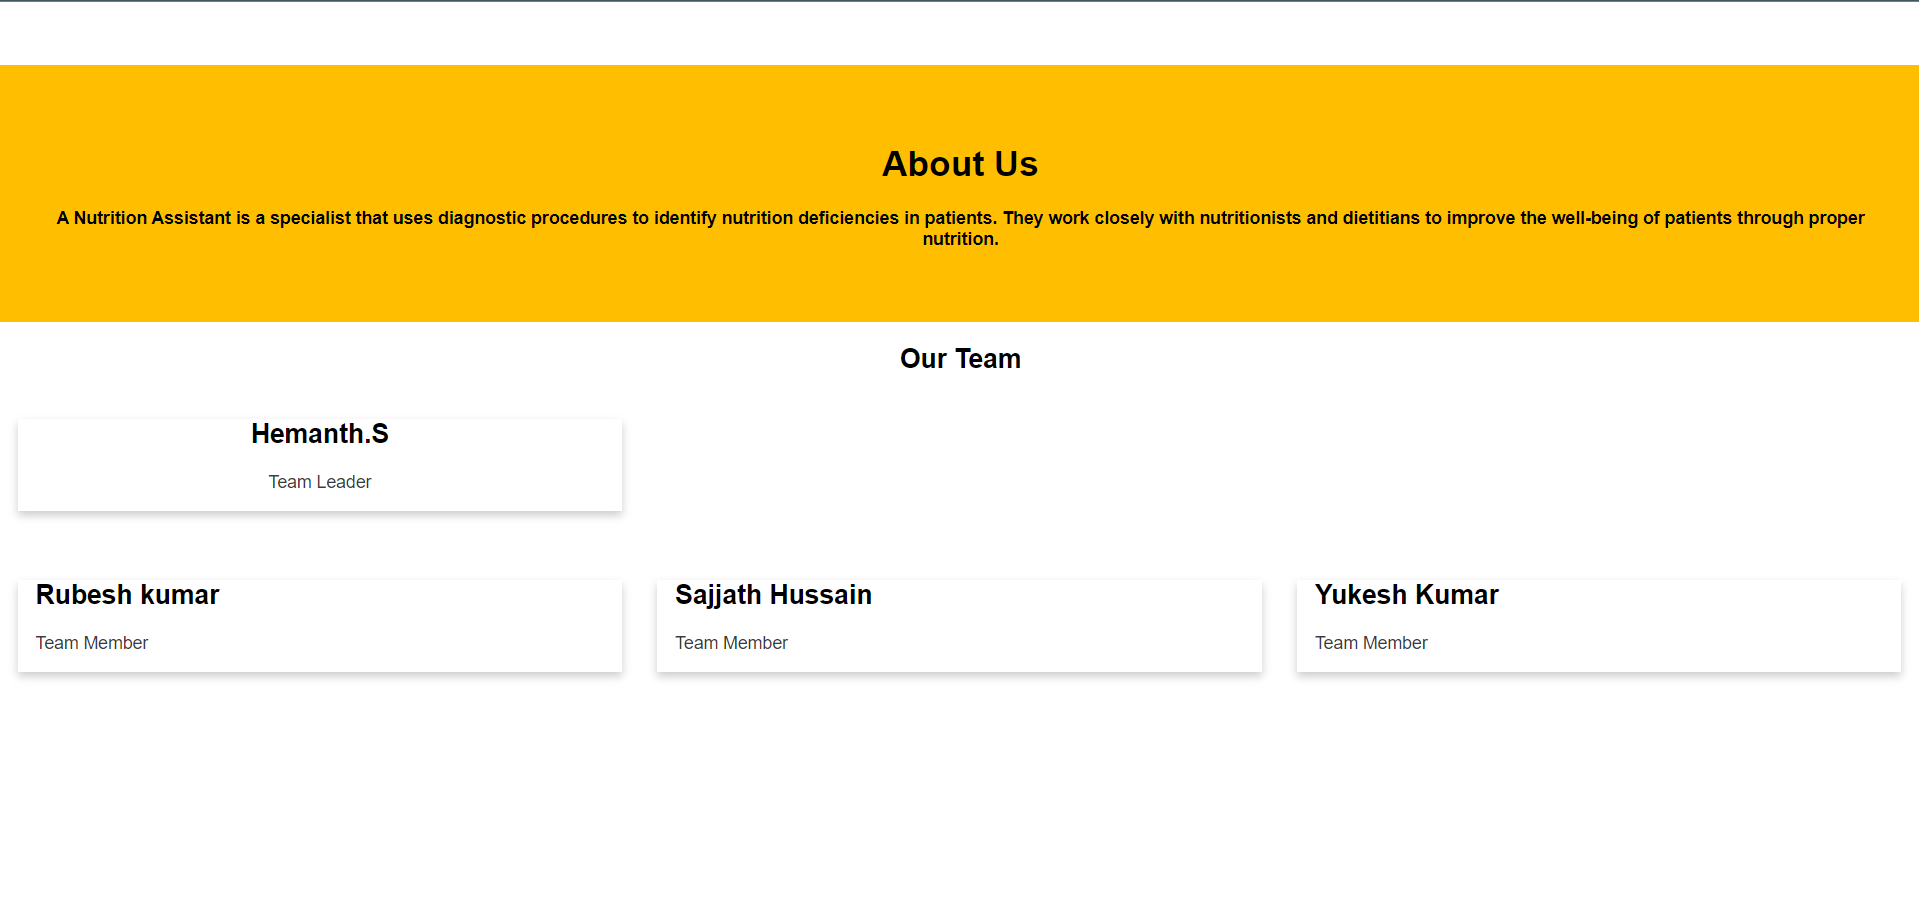 About Us
A Nutrition Assistant is a specialist that uses diagnostic procedures to identify nutrition deficiencies in patients. They work closely with nutritionists and dietitians to improve the well-being of patients through proper
nutrition.
Our Team
Hemanth.S
Team Leader
Rubesh kumar
Team Member
Sajjath Hussain
Team Member
Yukesh Kumar
Team Member